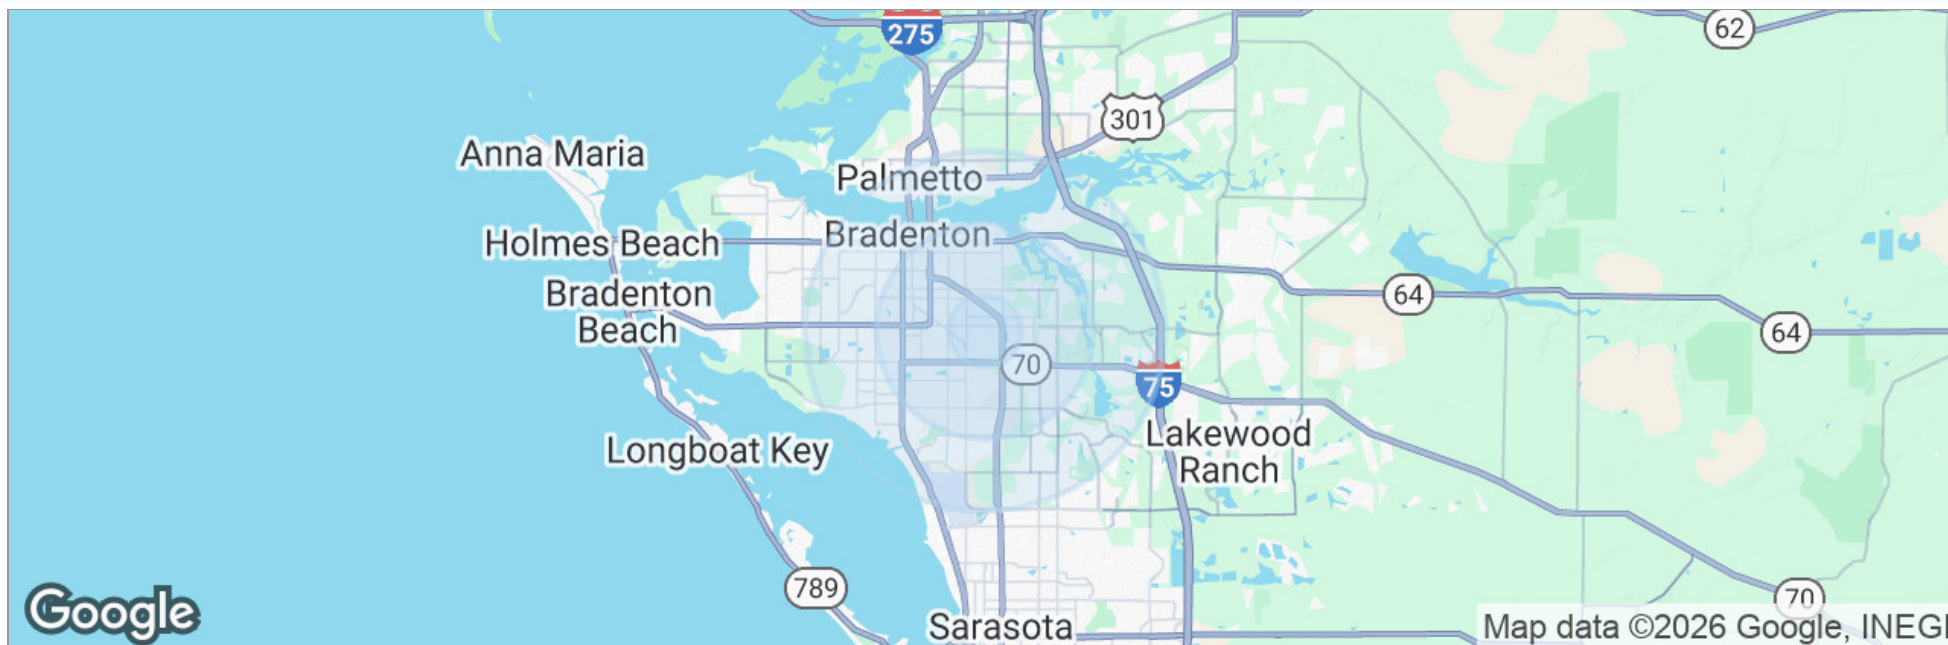 275
62
301
Anna Maria
Palmetto
Bradenton
Holmes Beach
Bradenton
Beach
64
64
70
75
Lakewood
Ranch
Longboat Key
789
70
Sarasota
Google
Map data ©2026 Google, INEGI